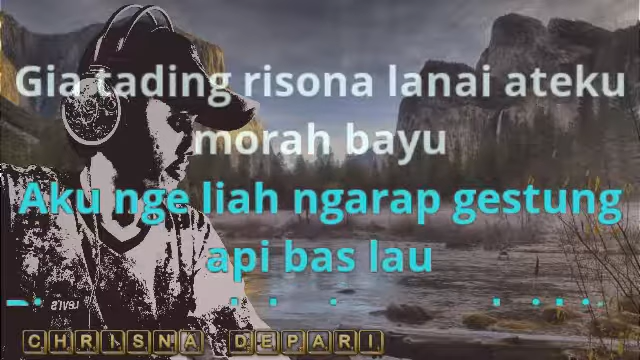 Gia tading risona lanai ateku
morah bayu
Aku nge liah ngarap gestung
api bas lau
CHRISNA DEPARI